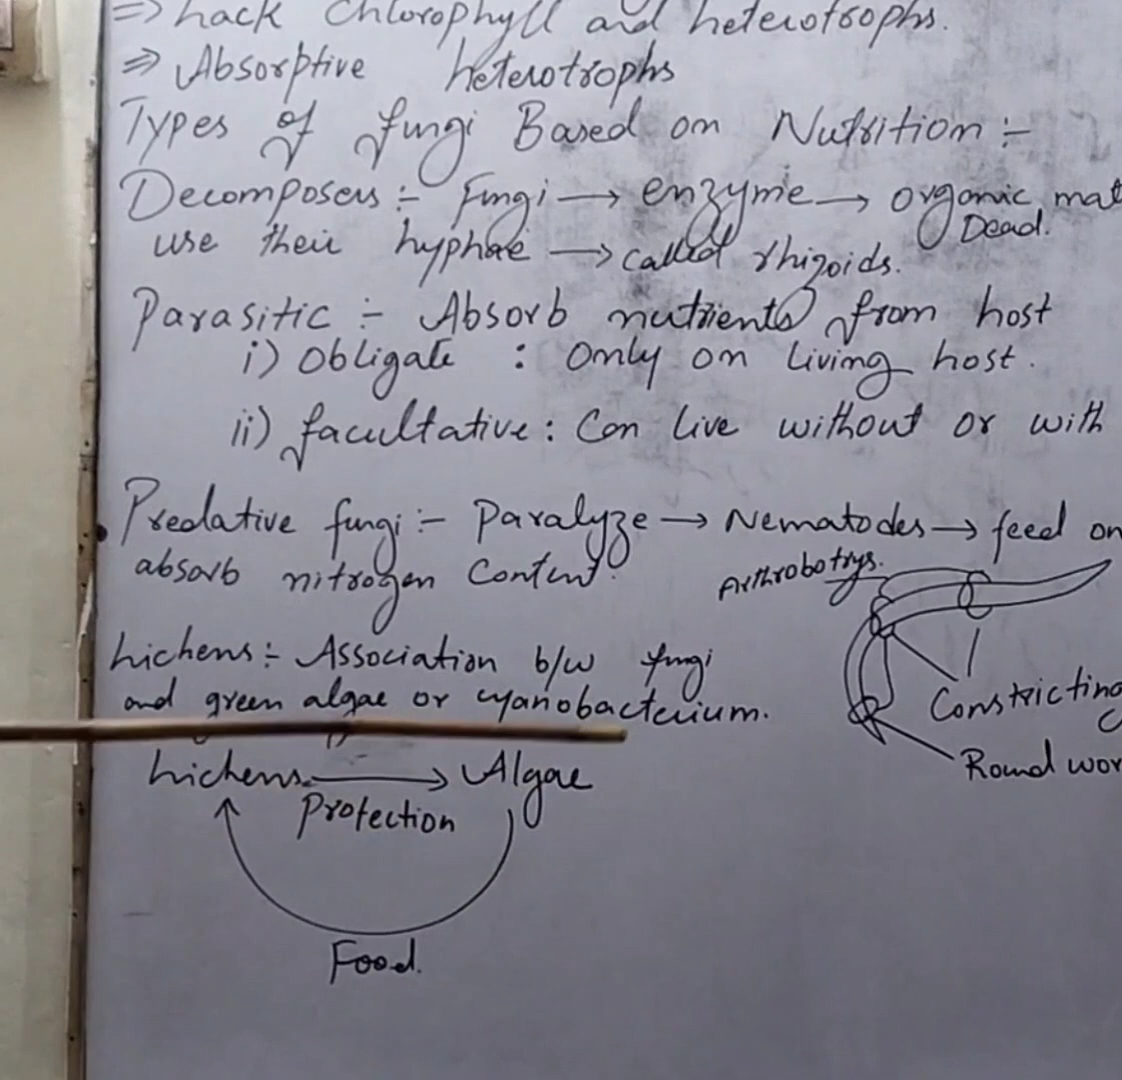 ⇒ Lack Chlorophyll and heterotrophs.
⇒ Absorptive heterotrophs
Types of fungi Based on Nutrition :-
Decomposers :- Fungi → enzyme → organic mat
Dead.
use their hyphae → called rhizoids.
Parasitic :- Absorb nutrients from host
i) Obligate : Only on living host.
ii) facultative : Can live without or with
Predative fungi :- Paralyze → Nematodes → feed on
absorb nitrogen Content.
Arthrobotrys.
Constricting
Round wor
Lichens :- Association b/w fungi
and green algae or cyanobacterium.
Lichens → Algae
Protection
Food.